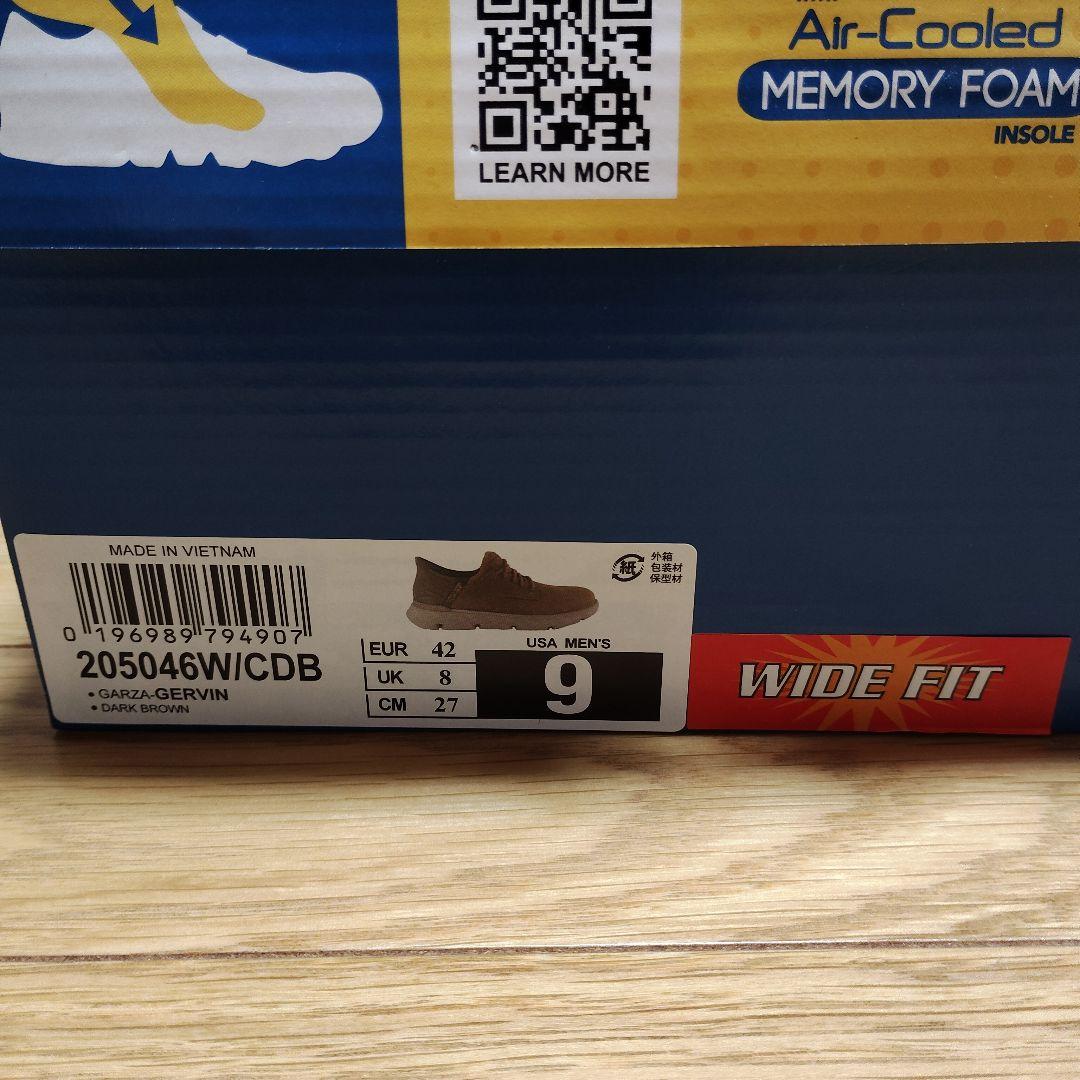 Air-Cooled
MEMORY FOAM
INSOLE
LEARN MORE
MADE IN VIETNAM
0 196989 794907
205046W/CDB
• GARZA-GERVIN
• DARK BROWN
EUR 42
UK 8
CM 27
USA MEN'S
9
紙
外箱
包装材
保型材
WIDE FIT